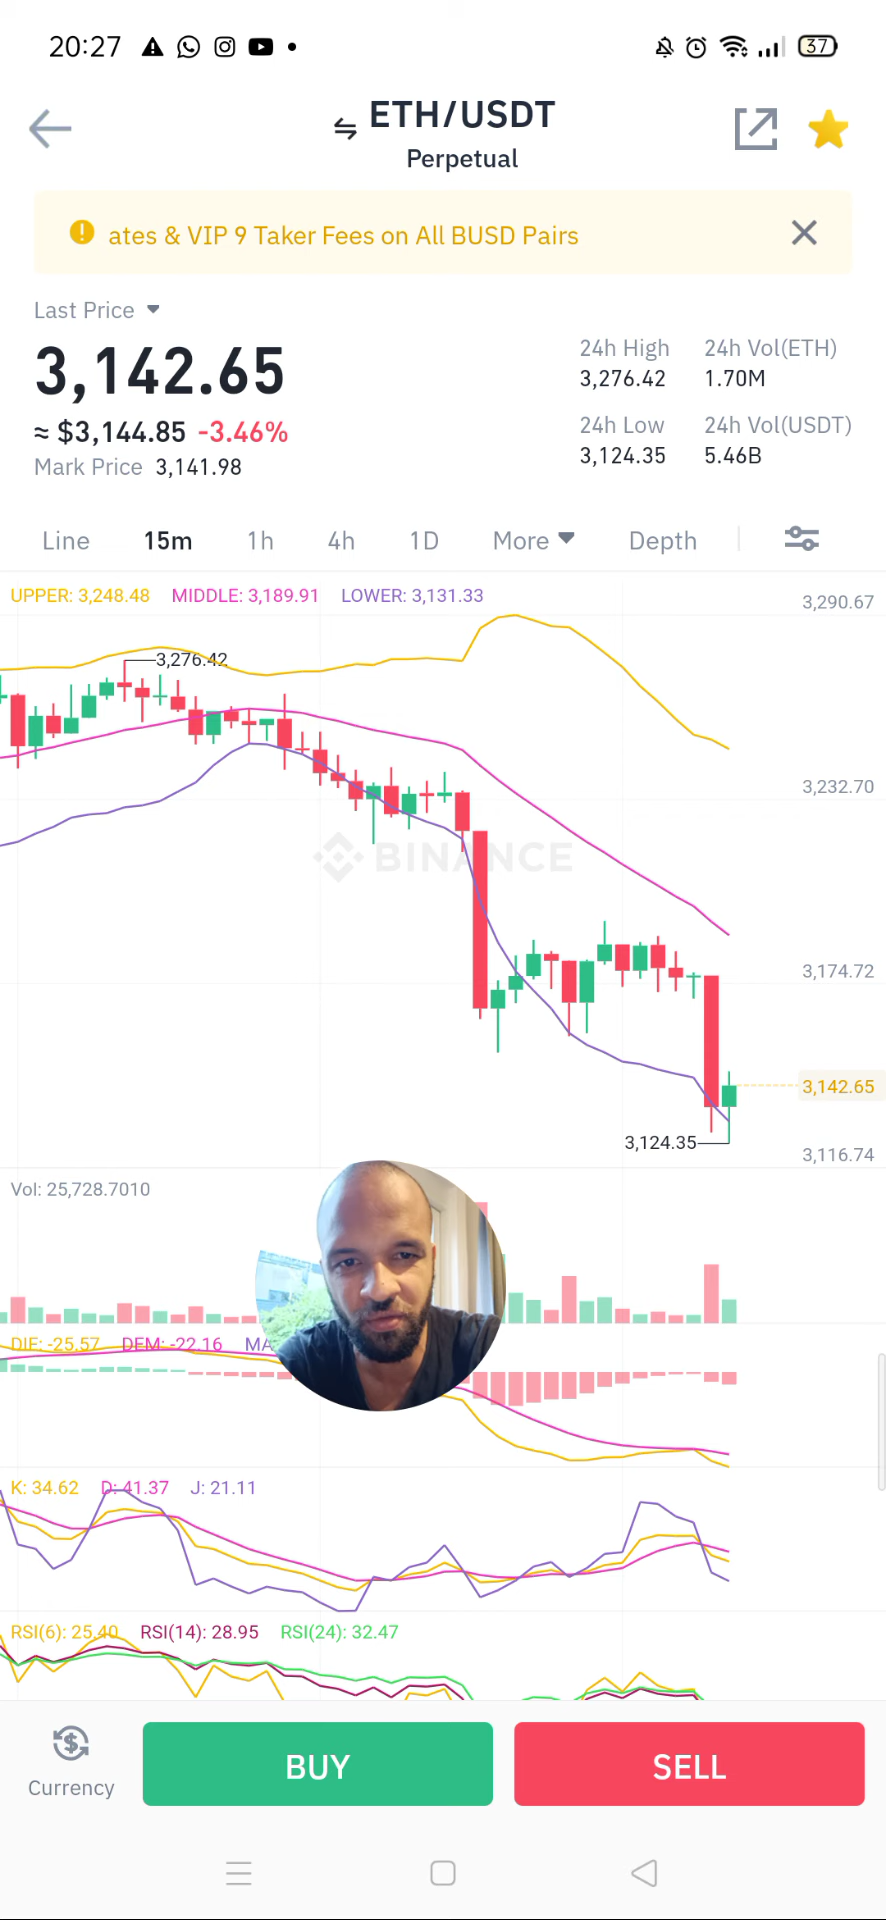 20:27
37
ETH/USDT
Perpetual
ates & VIP 9 Taker Fees on All BUSD Pairs
Last Price
3,142.65
≈ $3,144.85 -3.46%
Mark Price 3,141.98
24h High
3,276.42
24h Vol(ETH)
1.70M
24h Low
3,124.35
24h Vol(USDT)
5.46B
Line 15m 1h 4h 1D More Depth
UPPER: 3,248.48 MIDDLE: 3,189.91 LOWER: 3,131.33
3,290.67
3,276.42
3,232.70
BINANCE
3,174.72
3,142.65
3,124.35
3,116.74
Vol: 25,728.7010
DIF: -25.57 DEM: -22.16 MA
K: 34.62 D: 41.37 J: 21.11
RSI(6): 25.40 RSI(14): 28.95 RSI(24): 32.47
Currency
BUY
SELL